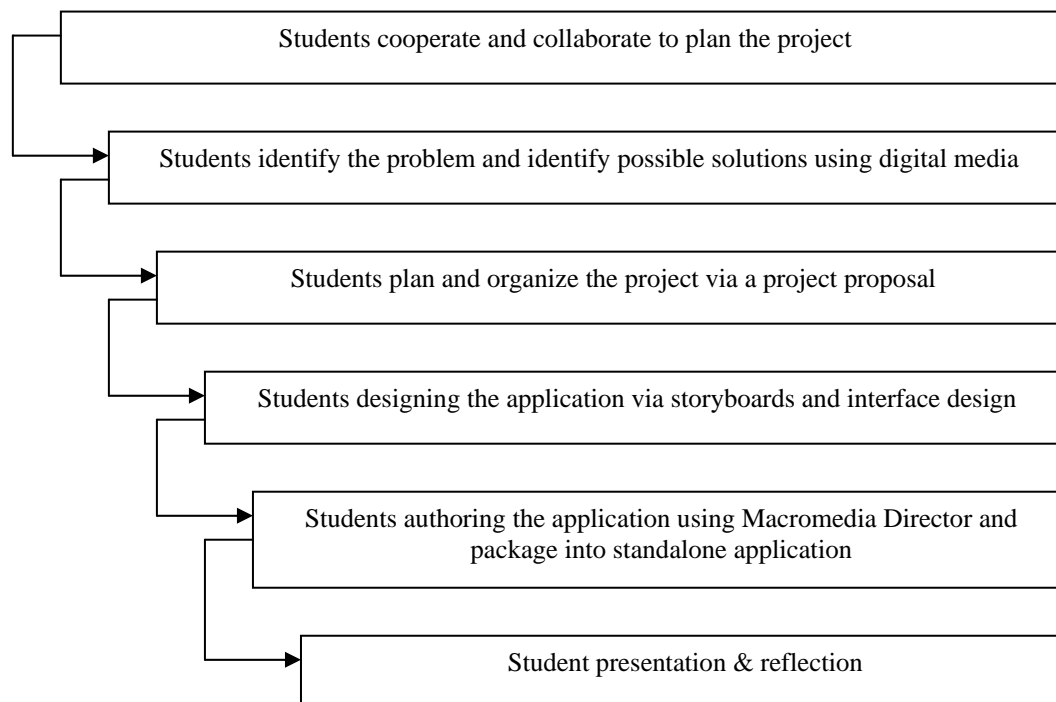 Students cooperate and collaborate to plan the project
Students identify the problem and identify possible solutions using digital media
Students plan and organize the project via a project proposal
Students designing the application via storyboards and interface design
Students authoring the application using Macromedia Director and
package into standalone application
Student presentation & reflection